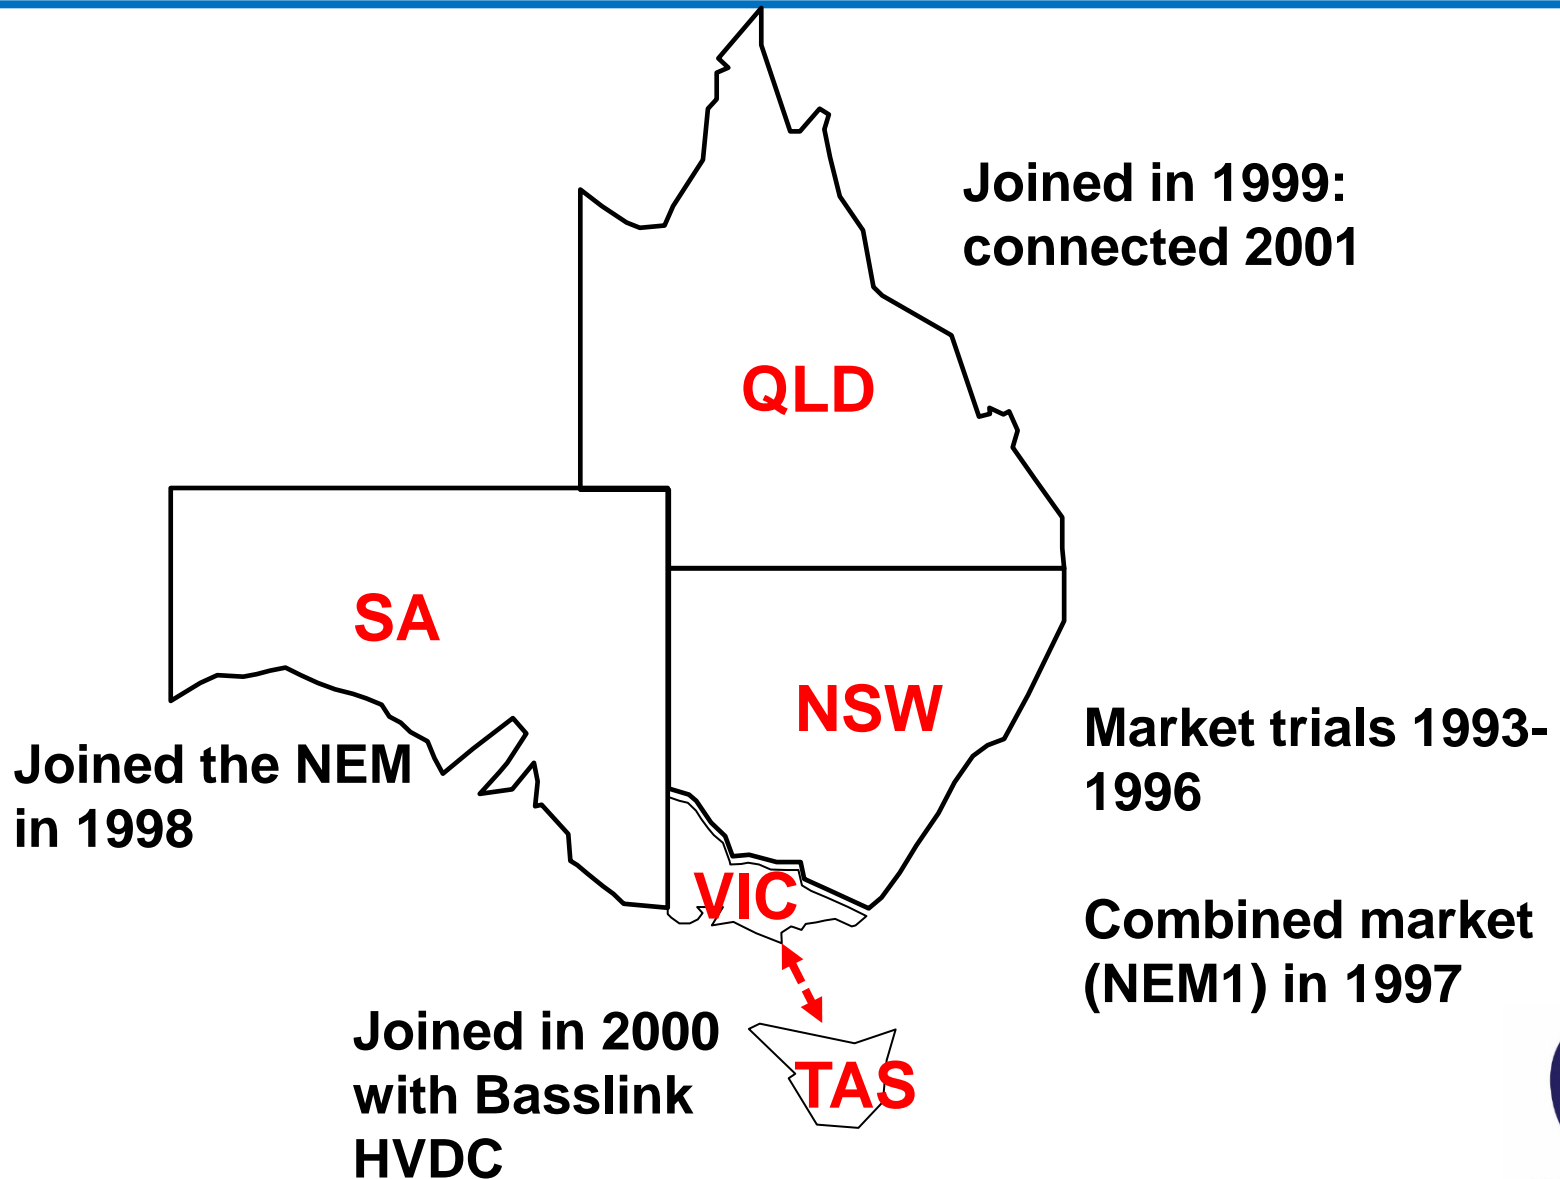 Joined in 1999:
connected 2001
QLD
SA
NSW
Market trials 1993-
1996
Joined the NEM
in 1998
VIC
Combined market
(NEM1) in 1997
Joined in 2000
with Basslink
HVDC
TAS